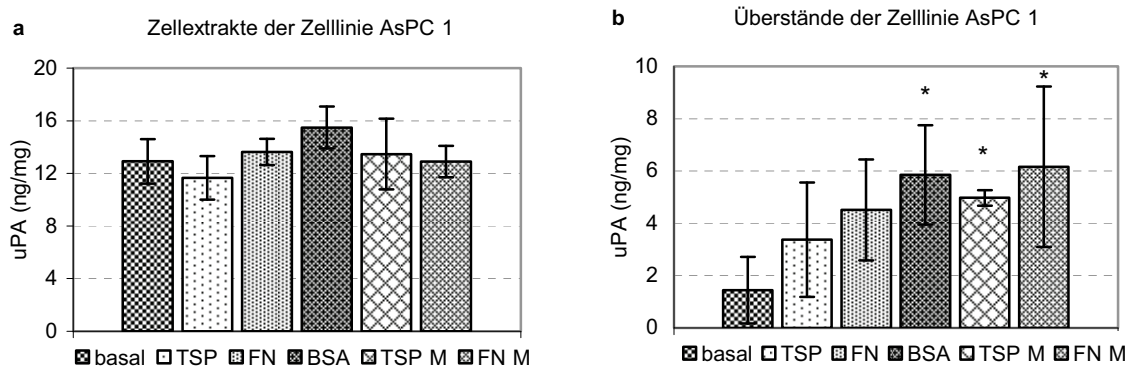 a Zellextrakte der Zelllinie AsPC 1
20
16
12
8
4
0
uPA (ng/mg)
basal TSP FN BSA TSP M FN M
b Überstände der Zelllinie AsPC 1
10
8
6
4
2
0
uPA (ng/mg)
* * *
basal TSP FN BSA TSP M FN M